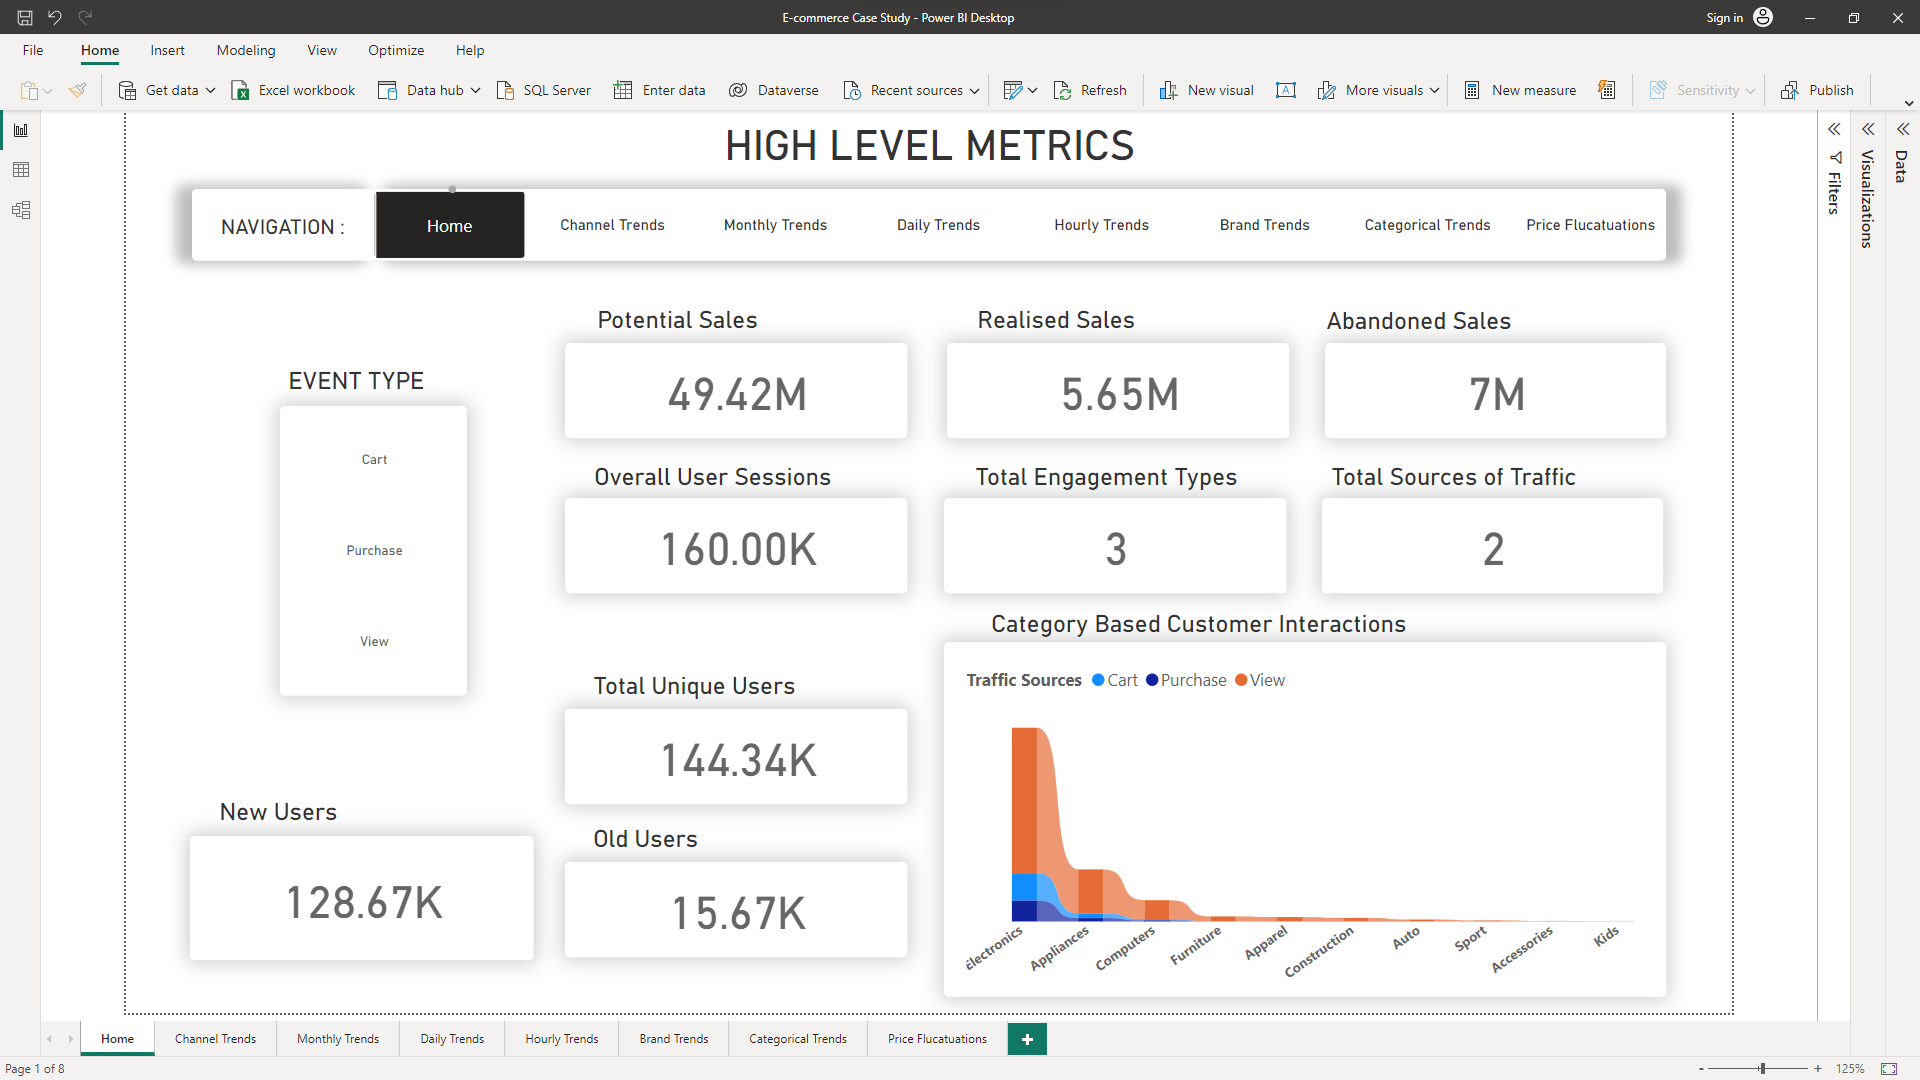 E-commerce Case Study - Power BI Desktop
Sign in
File Home Insert Modeling View Optimize Help
Get data Excel workbook Data hub SQL Server Enter data Dataverse Recent sources Refresh New visual A More visuals New measure Sensitivity Publish
HIGH LEVEL METRICS
NAVIGATION : Home Channel Trends Monthly Trends Daily Trends Hourly Trends Brand Trends Categorical Trends Price Flucatuations
Filters
Visualizations
Data
EVENT TYPE
Cart
Purchase
View
Potential Sales
49.42M
Realised Sales
5.65M
Abandoned Sales
7M
Overall User Sessions
160.00K
Total Engagement Types
3
Total Sources of Traffic
2
Total Unique Users
144.34K
New Users
128.67K
Old Users
15.67K
Category Based Customer Interactions
Traffic Sources Cart Purchase View
Electronics
Appliances
Computers
Furniture
Apparel
Construction
Auto
Sport
Accessories
Kids
Home Channel Trends Monthly Trends Daily Trends Hourly Trends Brand Trends Categorical Trends Price Flucatuations +
Page 1 of 8
- + 125%